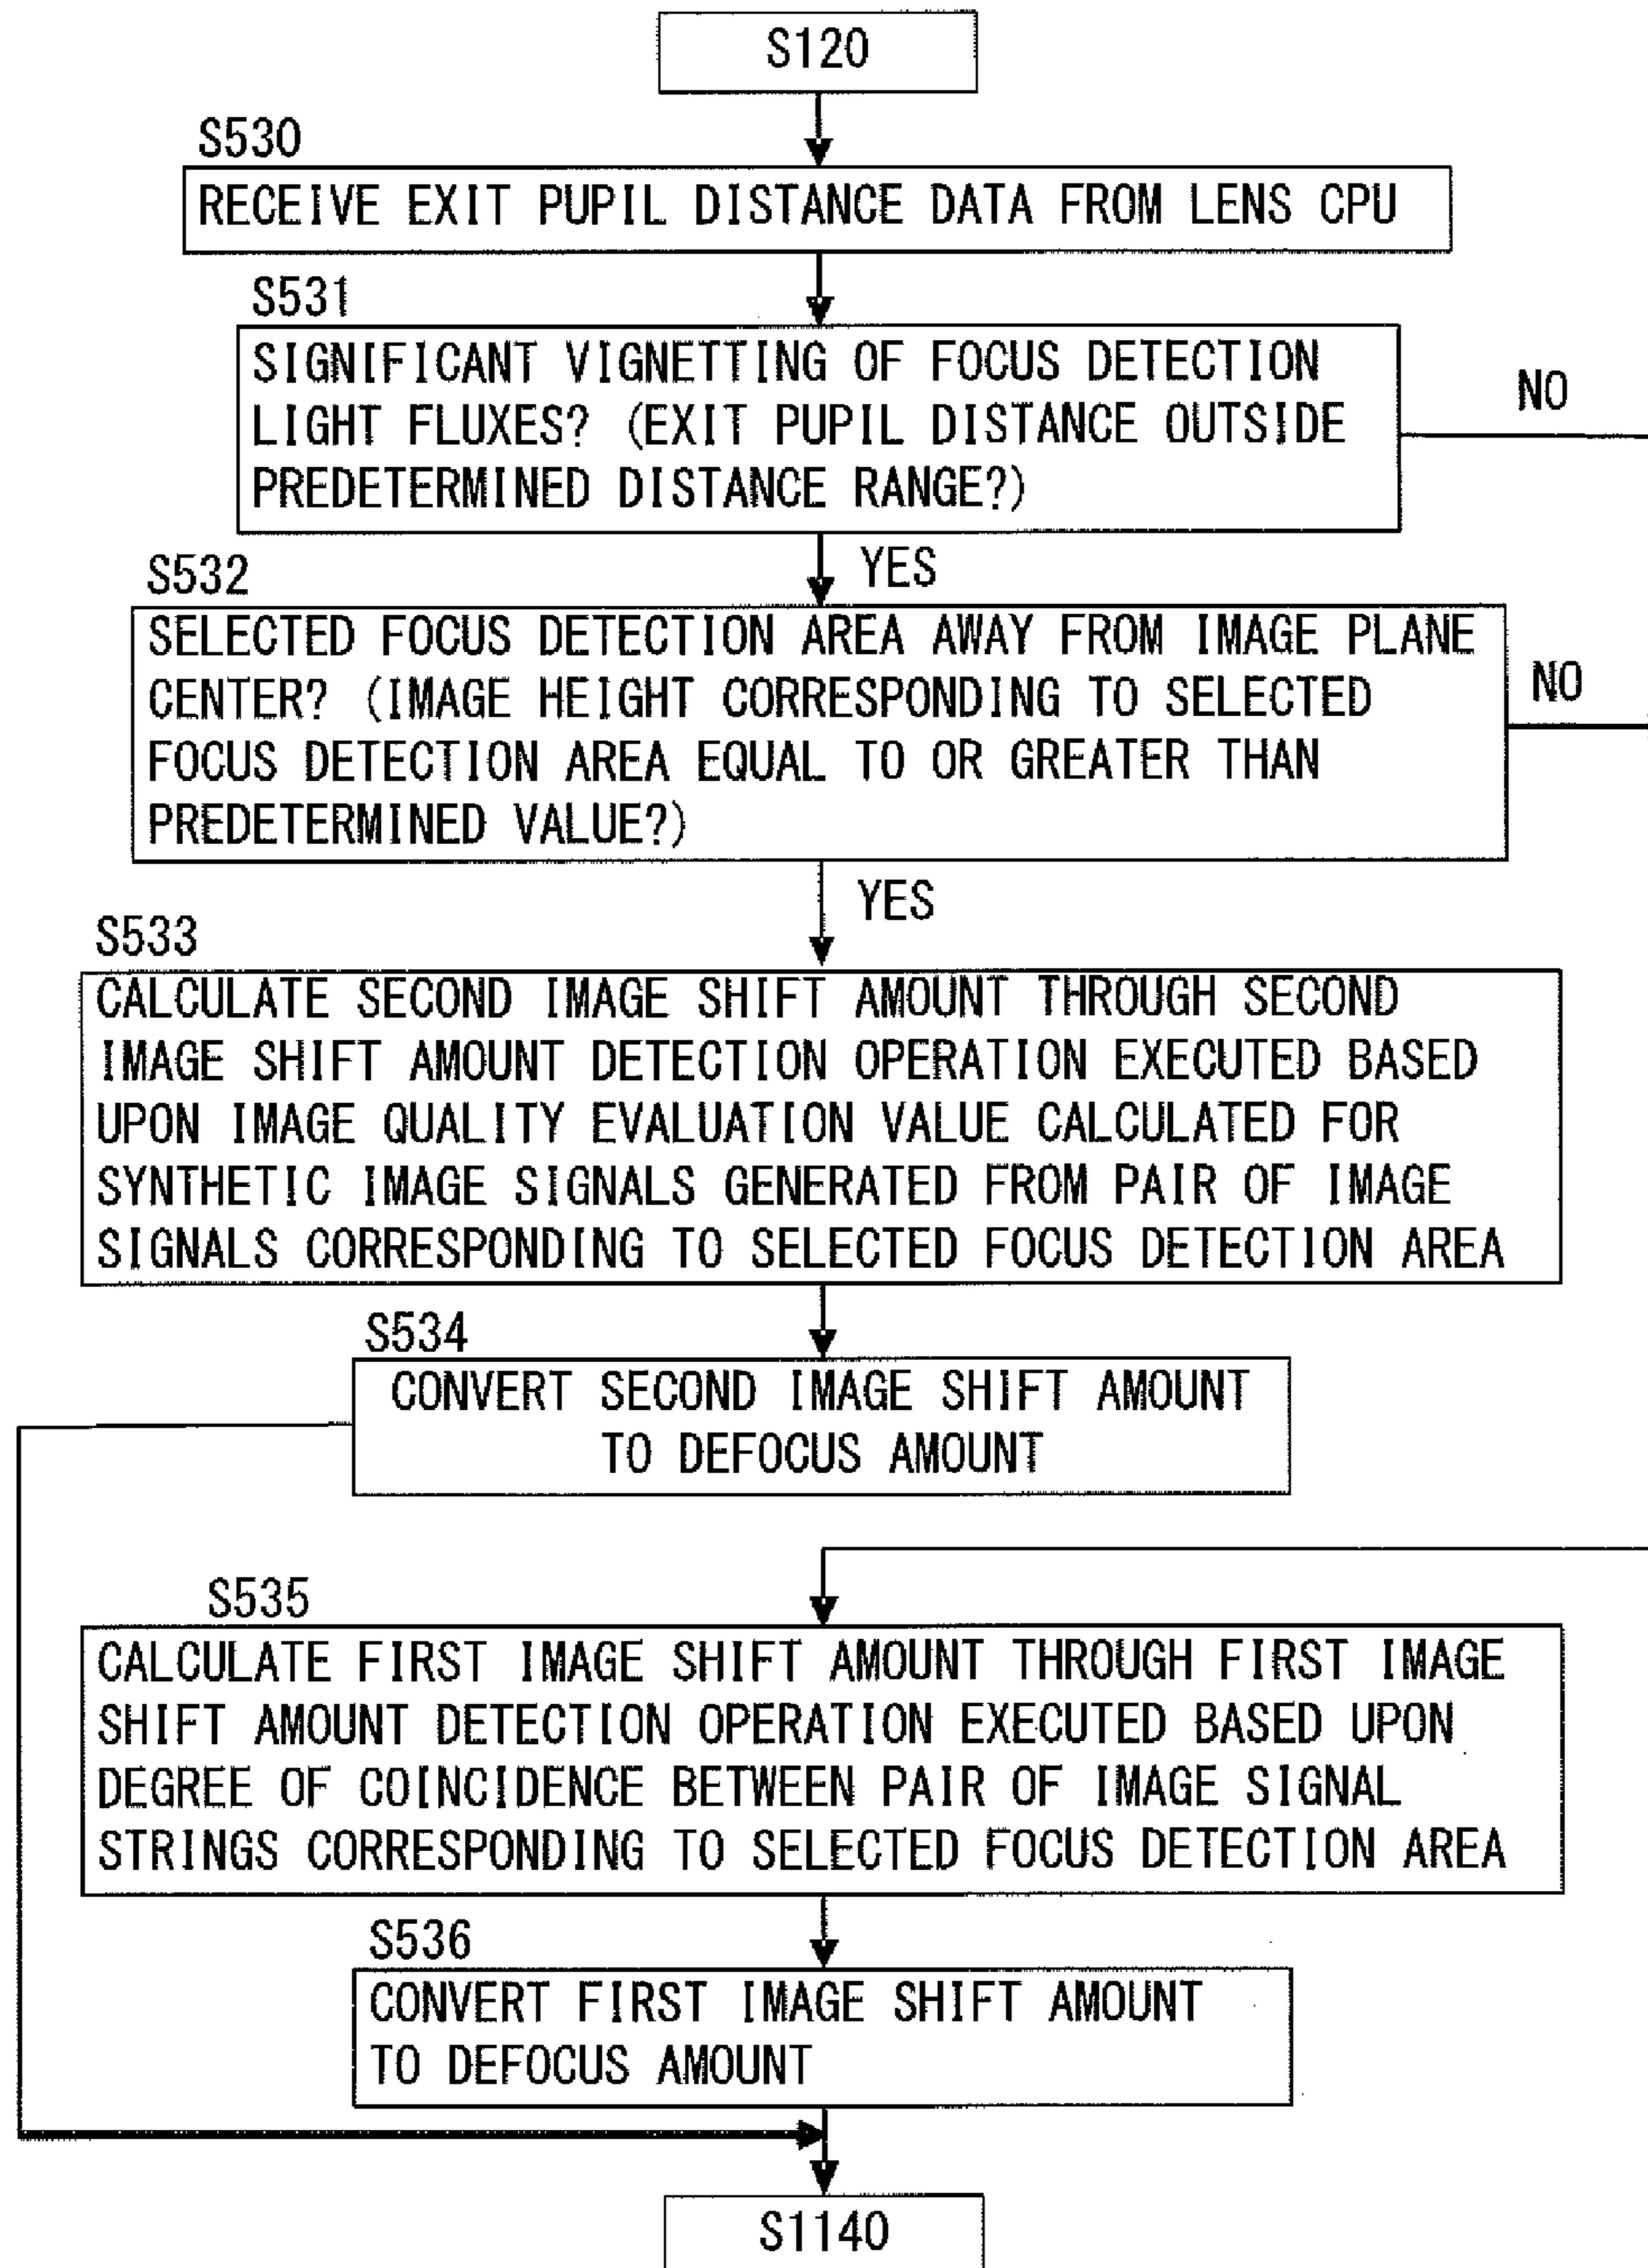 S120
S530
RECEIVE EXIT PUPIL DISTANCE DATA FROM LENS CPU
S531
SIGNIFICANT VIGNETTING OF FOCUS DETECTION
LIGHT FLUXES? (EXIT PUPIL DISTANCE OUTSIDE
PREDETERMINED DISTANCE RANGE?)
NO
YES
S532
SELECTED FOCUS DETECTION AREA AWAY FROM IMAGE PLANE
CENTER? (IMAGE HEIGHT CORRESPONDING TO SELECTED
FOCUS DETECTION AREA EQUAL TO OR GREATER THAN
PREDETERMINED VALUE?)
NO
YES
S533
CALCULATE SECOND IMAGE SHIFT AMOUNT THROUGH SECOND
IMAGE SHIFT AMOUNT DETECTION OPERATION EXECUTED BASED
UPON IMAGE QUALITY EVALUATION VALUE CALCULATED FOR
SYNTHETIC IMAGE SIGNALS GENERATED FROM PAIR OF IMAGE
SIGNALS CORRESPONDING TO SELECTED FOCUS DETECTION AREA
S534
CONVERT SECOND IMAGE SHIFT AMOUNT
TO DEFOCUS AMOUNT
S535
CALCULATE FIRST IMAGE SHIFT AMOUNT THROUGH FIRST IMAGE
SHIFT AMOUNT DETECTION OPERATION EXECUTED BASED UPON
DEGREE OF COINCIDENCE BETWEEN PAIR OF IMAGE SIGNAL
STRINGS CORRESPONDING TO SELECTED FOCUS DETECTION AREA
S536
CONVERT FIRST IMAGE SHIFT AMOUNT
TO DEFOCUS AMOUNT
S1140